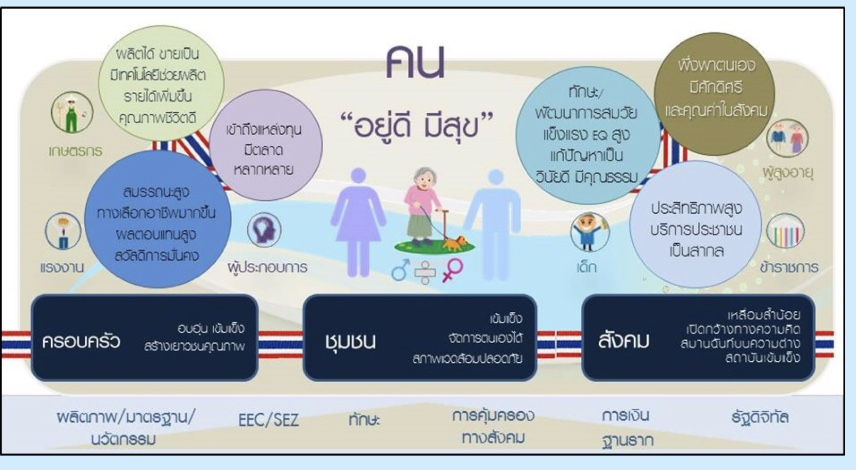 คน
“อยู่ดี มีสุข”
ผลิตได้ ขายเป็น
มีเทคโนโลยีช่วยผลิต
รายได้เพิ่มขึ้น
คุณภาพชีวิตดี
เกษตรกร
เข้าถึงแหล่งทุน
มีตลาด
หลากหลาย
ผู้ประกอบการ
สมรรถนะสูง
ทางเลือกอาชีพมากขึ้น
ผลตอบแทนสูง
สวัสดิการมั่นคง
แรงงาน
ทักษะ/
พัฒนาการสมวัย
แข็งแรง EQ สูง
แก้ปัญหาเป็น
วินัยดี มีคุณธรรม
เด็ก
พึ่งพาตนเอง
มีศักดิ์ศรี
และคุณค่าในสังคม
ผู้สูงอายุ
ประสิทธิภาพสูง
บริการประชาชน
เป็นสากล
ข้าราชการ
ครอบครัว
อบอุ่น เข้มแข็ง
สร้างเยาวชนคุณภาพ
ชุมชน
เข้มแข็ง
จัดการตนเองได้
สภาพแวดล้อมปลอดภัย
สังคม
เหลื่อมล้ำน้อย
เปิดกว้างทางความคิด
สมานฉันท์บนความต่าง
สถาบันเข้มแข็ง
ผลิตภาพ/มาตรฐาน/
นวัตกรรม
EEC/SEZ
ทักษะ
การคุ้มครอง
ทางสังคม
การเงิน
ฐานราก
รัฐดิจิทัล